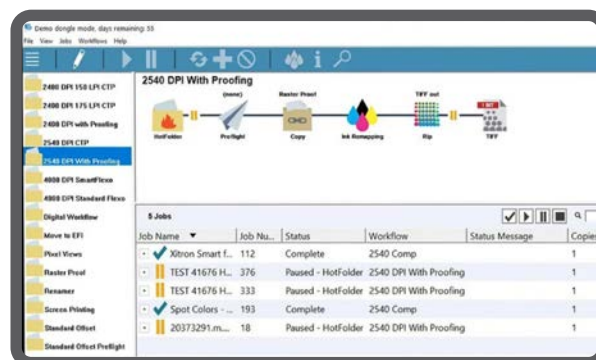 Demo dongle mode, days remaining: 55
File View Jobs Workflows Help
2400 DPI 150 LPI CTP
2400 DPI 175 LPI CTP
2400 DPI with Proofing
2540 DPI CTP
2540 DPI With Proofing
4000 DPI SmartFlexo
4000 DPI Standard Flexo
Digital Workflow
Move to EFI
Pixel Views
Raster Proof
Renamer
Screen Printing
Standard Offset
Standard Offset Preflight
2540 DPI With Proofing
(none) Raster Proof TIFF out
HotFolder Preflight Copy Ink Remapping Rip TIFF
5 Jobs
Job Name Job Nu... Status Workflow Status Message Copies
Xitron Smart f... 112 Complete 2540 Comp 1
TEST 41676 H... 376 Paused - HotFolder 2540 DPI With Proofing 1
TEST 41676 H... 333 Paused - HotFolder 2540 DPI With Proofing 1
Spot Colors - ... 193 Complete 2540 Comp 1
20373291.m.... 18 Paused - HotFolder 2540 DPI With Proofing 1